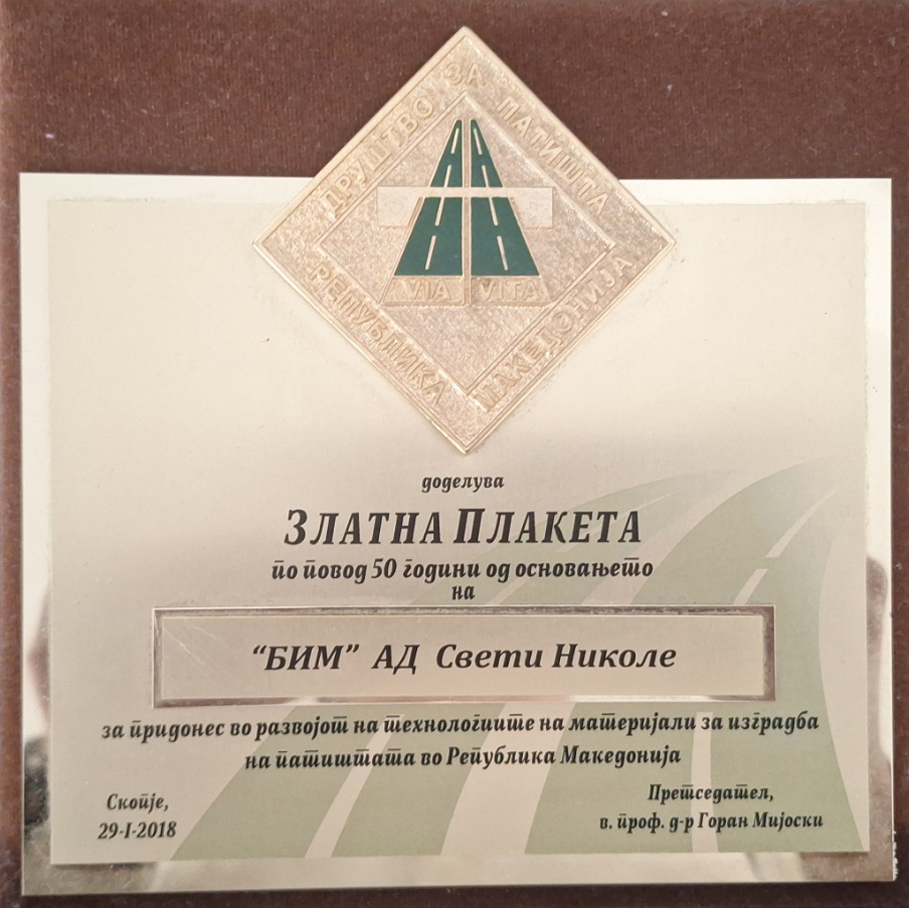 ДРУШТВО ЗА ПАТИШТА
РЕПУБЛИКА МАКЕДОНИЈА
VIA VITA
доделува
ЗЛАТНА ПЛАКЕТА
по повод 50 години од основањето
на
“БИМ” АД Свети Николе
за придонес во развојот на технологиите на материјали за изградба
на патиштата во Република Македонија
Скопје,
29-I-2018
Претседател,
в. проф. д-р Горан Мијоски